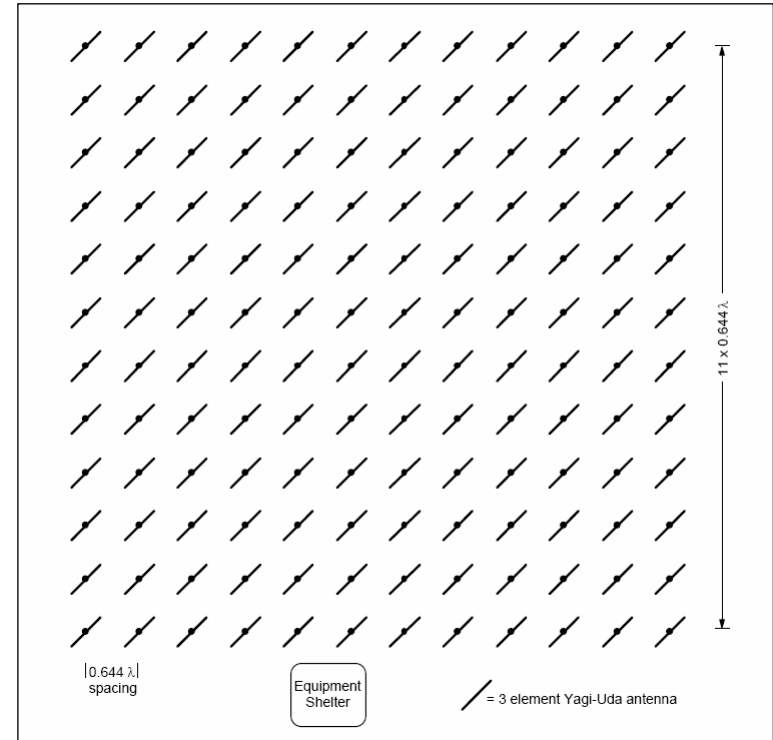 11 x 0.644 λ
|0.644 λ|
spacing
Equipment
Shelter
= 3 element Yagi-Uda antenna